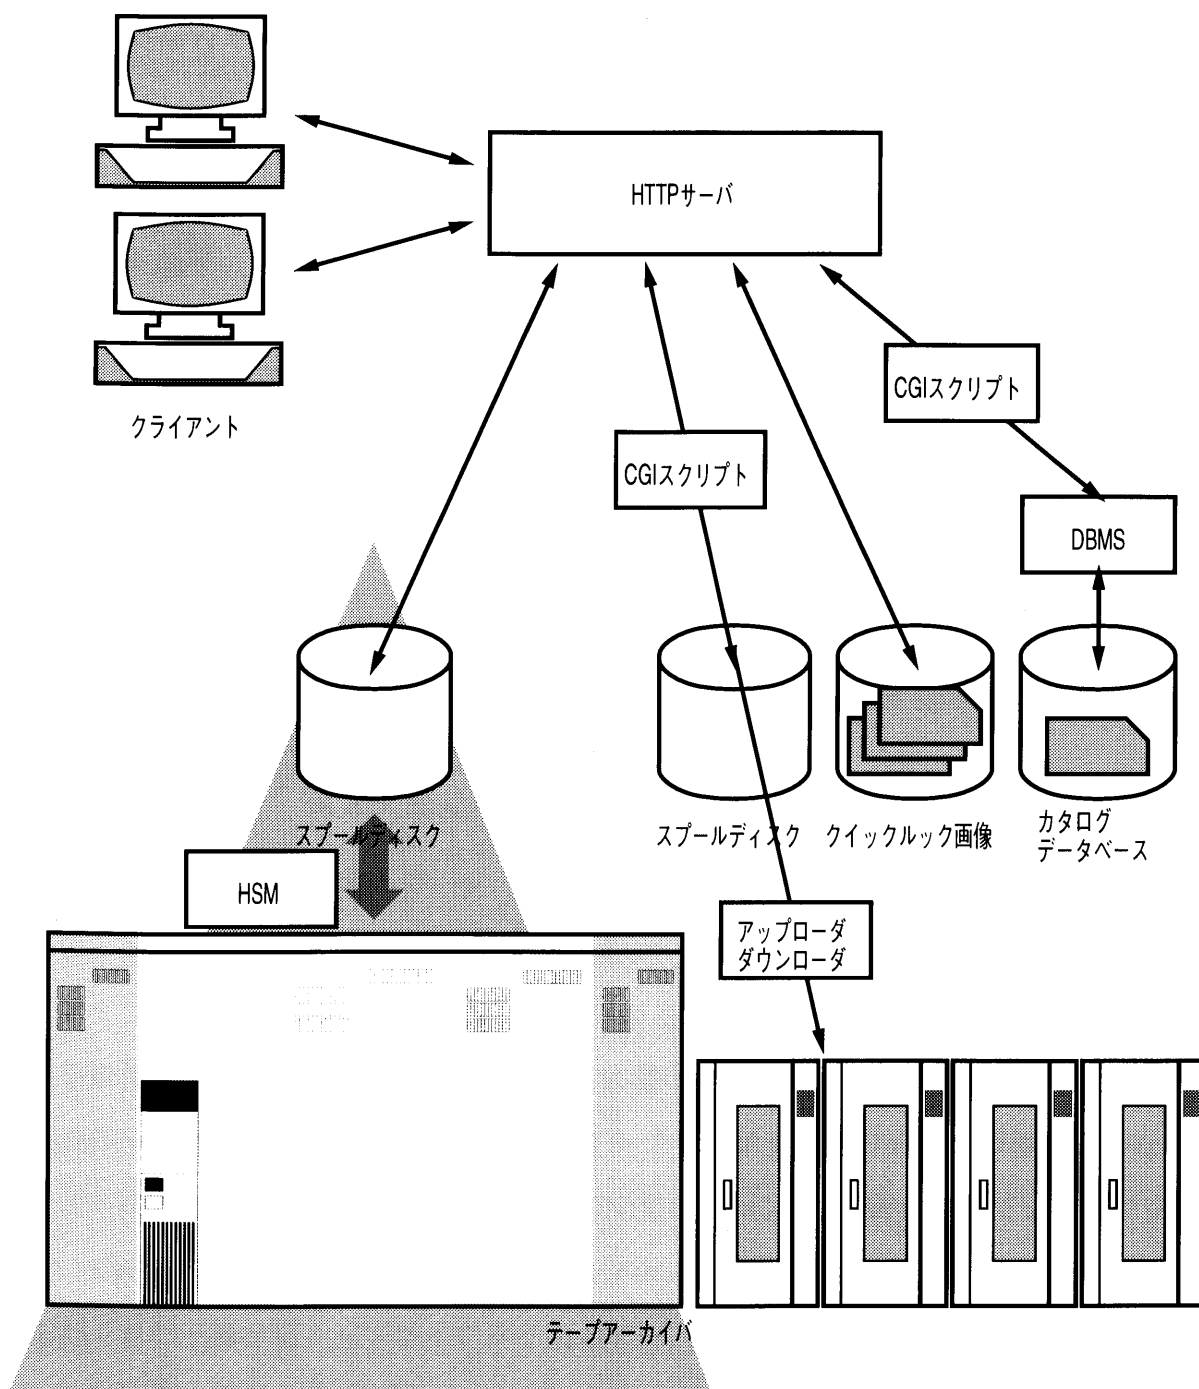 HTTPサーバ
クライアント
CGIスクリプト
CGIスクリプト
DBMS
スプールディスク
スプールディスク
クイックルック画像
カタログ
データベース
HSM
アップローダ
ダウンローダ
テープアーカイバ